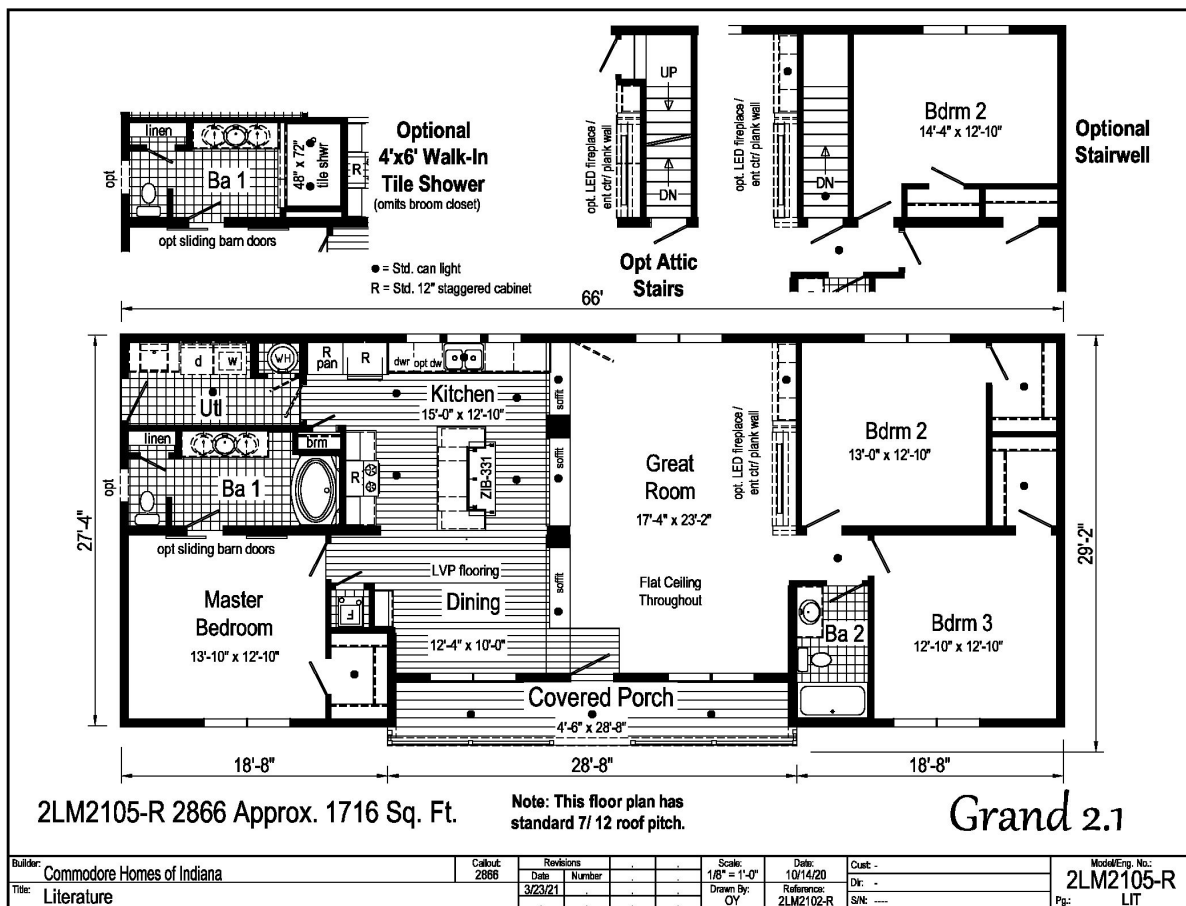 linen
48" x 72"
tile shwr
R
Ba 1
opt
opt sliding barn doors
Optional
4'x6' Walk-In
Tile Shower
(omits broom closet)
● = Std. can light
R = Std. 12" staggered cabinet
UP
DN
opt. LED fireplace /
ent ctr/ plank wall
Opt Attic
Stairs
opt. LED fireplace /
ent ctr/ plank wall
DN
Bdrm 2
14'-4" x 12'-10"
Optional
Stairwell
66'
27'-4"
29'-2"
d
w
WH
R
pan
R
dwr
opt dw
Utl
Kitchen
15'-0" x 12'-10"
soffit
linen
brm
Ba 1
opt
R
ZIB-331
soffit
Great
Room
17'-4" x 23'-2"
opt. LED fireplace /
ent ctr/ plank wall
Bdrm 2
13'-0" x 12'-10"
opt sliding barn doors
LVP flooring
soffit
Flat Ceiling
Throughout
Master
Bedroom
13'-10" x 12'-10"
F
Dining
12'-4" x 10'-0"
Ba 2
Bdrm 3
12'-10" x 12'-10"
Covered Porch
4'-6" x 28'-8"
18'-8"
28'-8"
18'-8"
2LM2105-R 2866 Approx. 1716 Sq. Ft.
Note: This floor plan has
standard 7/ 12 roof pitch.
Grand 2.1
Builder:
Commodore Homes of Indiana
Title:
Literature
Callout:
2866
Revisions
Date
Number
3/23/21
Scale:
1/8" = 1'-0"
Drawn By:
OY
Date:
10/14/20
Reference:
2LM2102-R
Cust: -
Dir: -
S/N: ----
Model/Eng. No.:
2LM2105-R
Pg.:
LIT